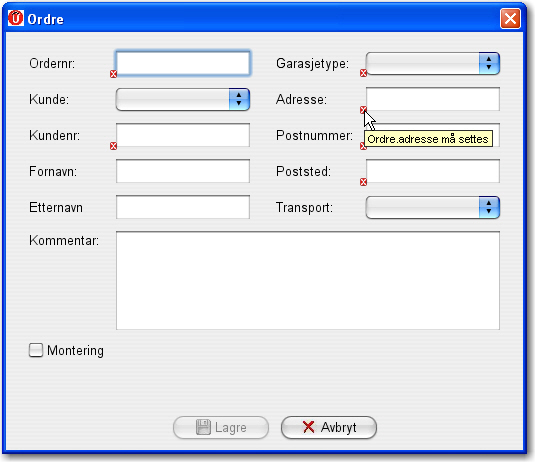 Ordre
Ordernr:
Garasjetype:
Kunde:
Adresse:
Kundenr:
Postnummer:
Ordre.adresse må settes
Fornavn:
Poststed:
Etternavn
Transport:
Kommentar:
Montering
Lagre
Avbryt